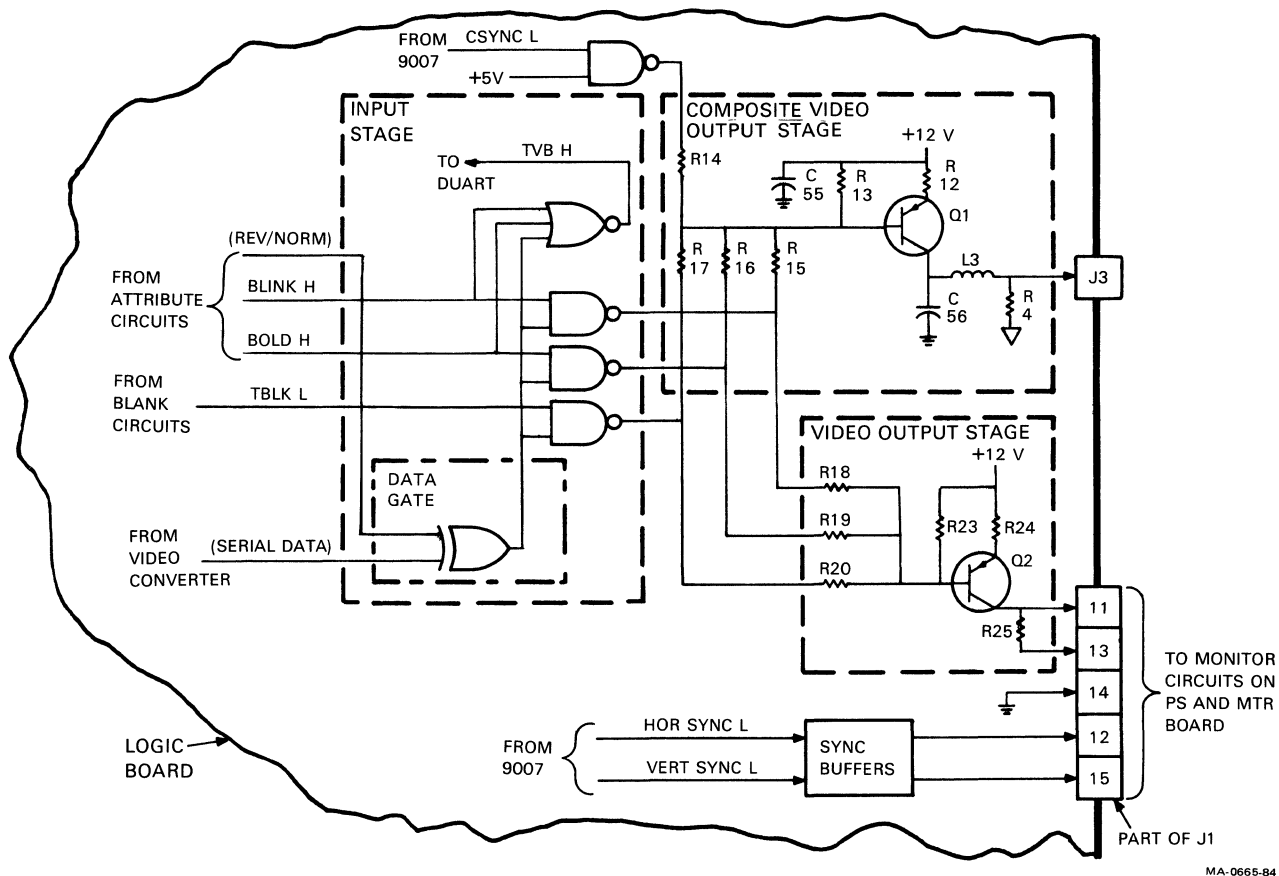 FROM
9007
CSYNC L
+5V
INPUT
STAGE
TO
DUART
TVB H
COMPOSITE VIDEO
OUTPUT STAGE
+12 V
R14
C
55
R
13
R
12
Q1
R
17
R
16
R
15
L3
C
56
R
4
J3
(REV/NORM)
FROM
ATTRIBUTE
CIRCUITS
BLINK H
BOLD H
FROM
BLANK
CIRCUITS
TBLK L
DATA
GATE
FROM
VIDEO
CONVERTER
(SERIAL DATA)
VIDEO OUTPUT STAGE
+12 V
R18
R19
R20
R23
R24
Q2
R25
11
13
14
12
15
TO MONITOR
CIRCUITS ON
PS AND MTR
BOARD
LOGIC
BOARD
FROM
9007
HOR SYNC L
VERT SYNC L
SYNC
BUFFERS
PART OF J1
MA-0665-84